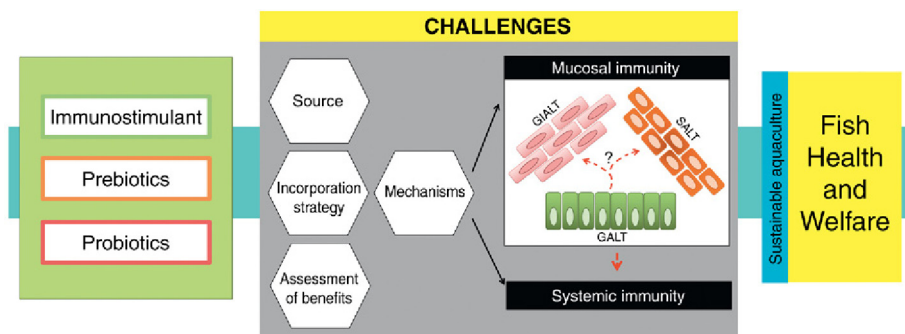 CHALLENGES
Immunostimulant
Prebiotics
Probiotics
Source
Incorporation
strategy
Assessment
of benefits
Mechanisms
Mucosal immunity
GIALT
SALT
?
GALT
Systemic immunity
Sustainable aquaculture
Fish
Health
and
Welfare